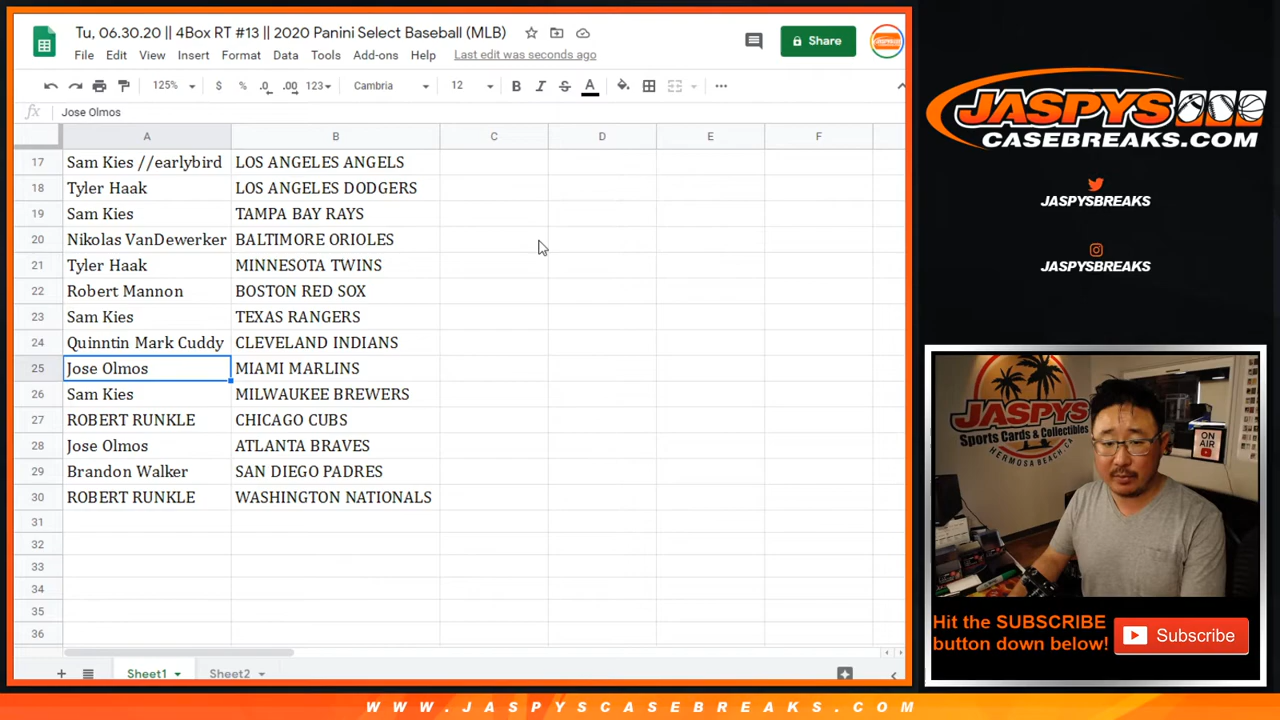 Tu, 06.30.20 || 4Box RT #13 || 2020 Panini Select Baseball (MLB)
File Edit View Insert Format Data Tools Add-ons Help Last edit was seconds ago
Share
125% $ % .0 .00 123 Cambria 12 B I S A
fx Jose Olmos
A B C D E F
17 Sam Kies //earlybird LOS ANGELES ANGELS
18 Tyler Haak LOS ANGELES DODGERS
19 Sam Kies TAMPA BAY RAYS
20 Nikolas VanDewerker BALTIMORE ORIOLES
21 Tyler Haak MINNESOTA TWINS
22 Robert Mannon BOSTON RED SOX
23 Sam Kies TEXAS RANGERS
24 Quinntin Mark Cuddy CLEVELAND INDIANS
25 Jose Olmos MIAMI MARLINS
26 Sam Kies MILWAUKEE BREWERS
27 ROBERT RUNKLE CHICAGO CUBS
28 Jose Olmos ATLANTA BRAVES
29 Brandon Walker SAN DIEGO PADRES
30 ROBERT RUNKLE WASHINGTON NATIONALS
31
32
33
34
35
36
Sheet1 Sheet2
JASPYS
CASEBREAKS.COM
JASPYSBREAKS
JASPYSBREAKS
JASPYS
Sports Cards & Collectibles
HERMOSA BEACH, CA
ON AIR
Hit the SUBSCRIBE
button down below!
Subscribe
WWW.JASPYSCASEBREAKS.COM